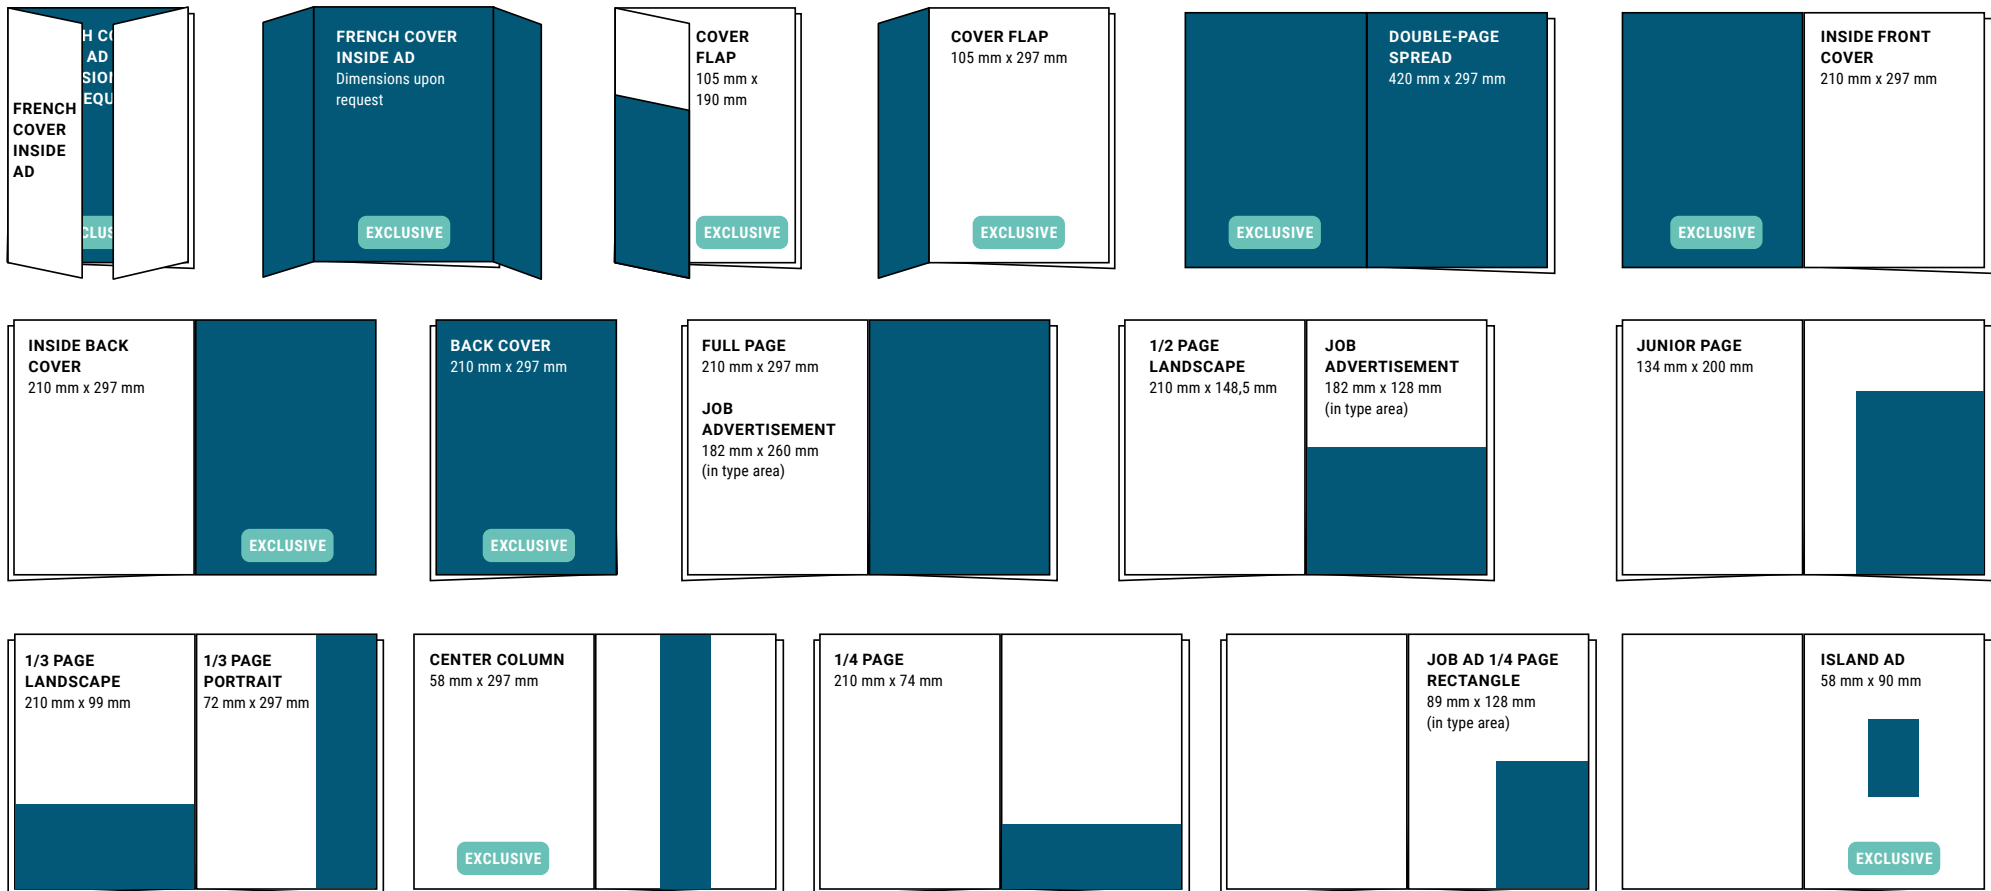 FRENCH
COVER
INSIDE
AD
FRENCH COVER
INSIDE AD
Dimensions upon
request
EXCLUSIVE
COVER
FLAP
105 mm x
190 mm
EXCLUSIVE
COVER FLAP
105 mm x 297 mm
EXCLUSIVE
DOUBLE-PAGE
SPREAD
420 mm x 297 mm
EXCLUSIVE
INSIDE FRONT
COVER
210 mm x 297 mm
EXCLUSIVE
INSIDE BACK
COVER
210 mm x 297 mm
EXCLUSIVE
BACK COVER
210 mm x 297 mm
EXCLUSIVE
FULL PAGE
210 mm x 297 mm
JOB
ADVERTISEMENT
182 mm x 260 mm
(in type area)
1/2 PAGE
LANDSCAPE
210 mm x 148,5 mm
JOB
ADVERTISEMENT
182 mm x 128 mm
(in type area)
JUNIOR PAGE
134 mm x 200 mm
1/3 PAGE
LANDSCAPE
210 mm x 99 mm
1/3 PAGE
PORTRAIT
72 mm x 297 mm
CENTER COLUMN
58 mm x 297 mm
EXCLUSIVE
1/4 PAGE
210 mm x 74 mm
JOB AD 1/4 PAGE
RECTANGLE
89 mm x 128 mm
(in type area)
ISLAND AD
58 mm x 90 mm
EXCLUSIVE